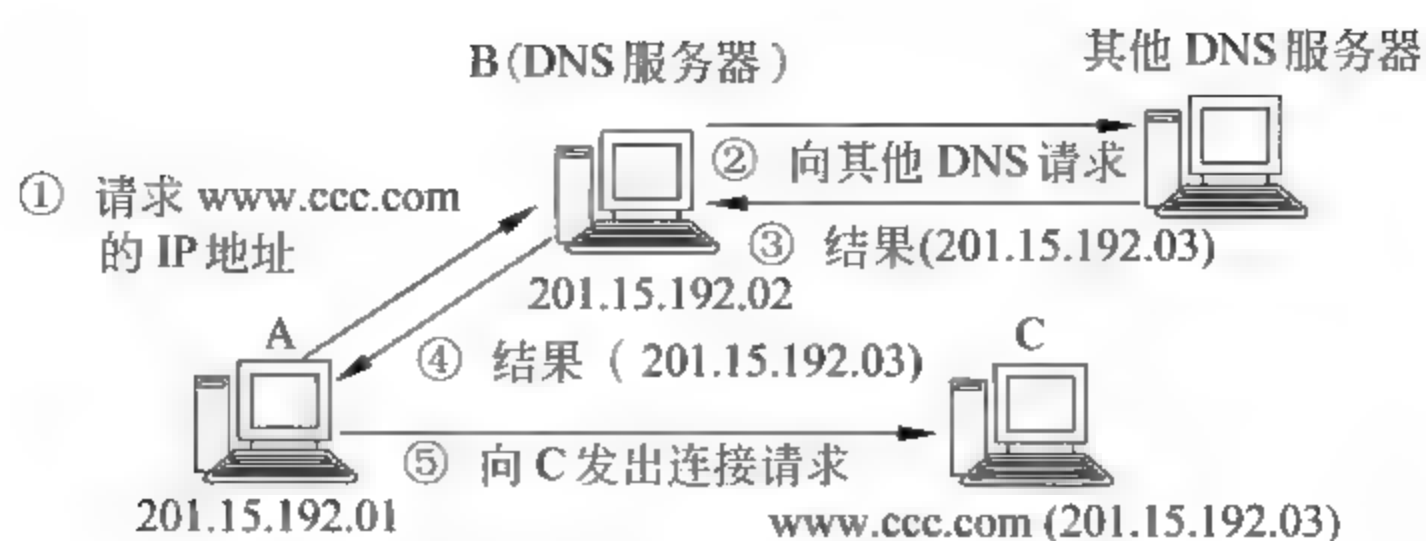 B(DNS服务器)
其他 DNS服务器
① 请求 www.ccc.com
的 IP地址
② 向其他 DNS 请求
③ 结果(201.15.192.03)
201.15.192.02
A
④ 结果 ( 201.15.192.03)
C
⑤ 向C发出连接请求
201.15.192.01
www.ccc.com (201.15.192.03)